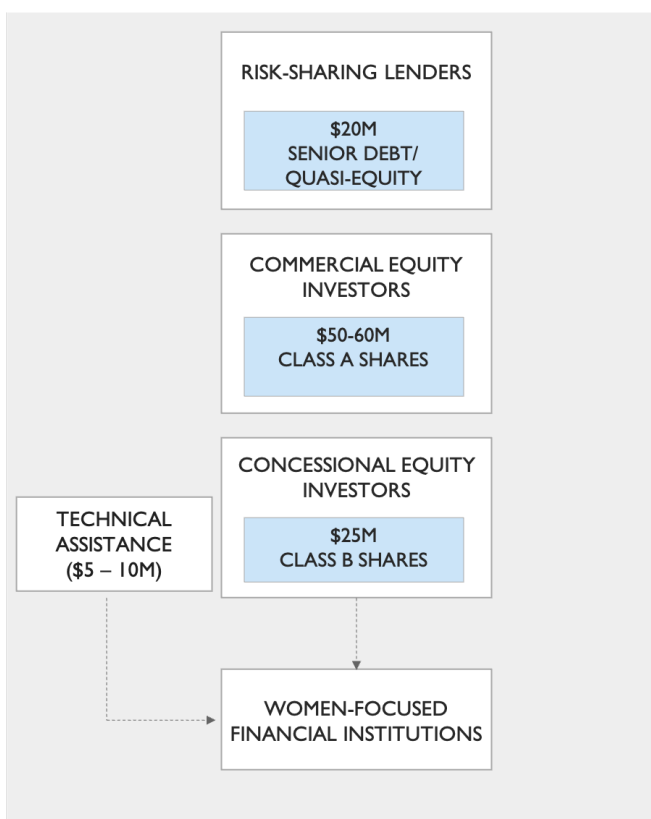 RISK-SHARING LENDERS
$20M
SENIOR DEBT/
QUASI-EQUITY
COMMERCIAL EQUITY
INVESTORS
$50-60M
CLASS A SHARES
CONCESSIONAL EQUITY
INVESTORS
$25M
CLASS B SHARES
TECHNICAL
ASSISTANCE
($5 – 10M)
WOMEN-FOCUSED
FINANCIAL INSTITUTIONS